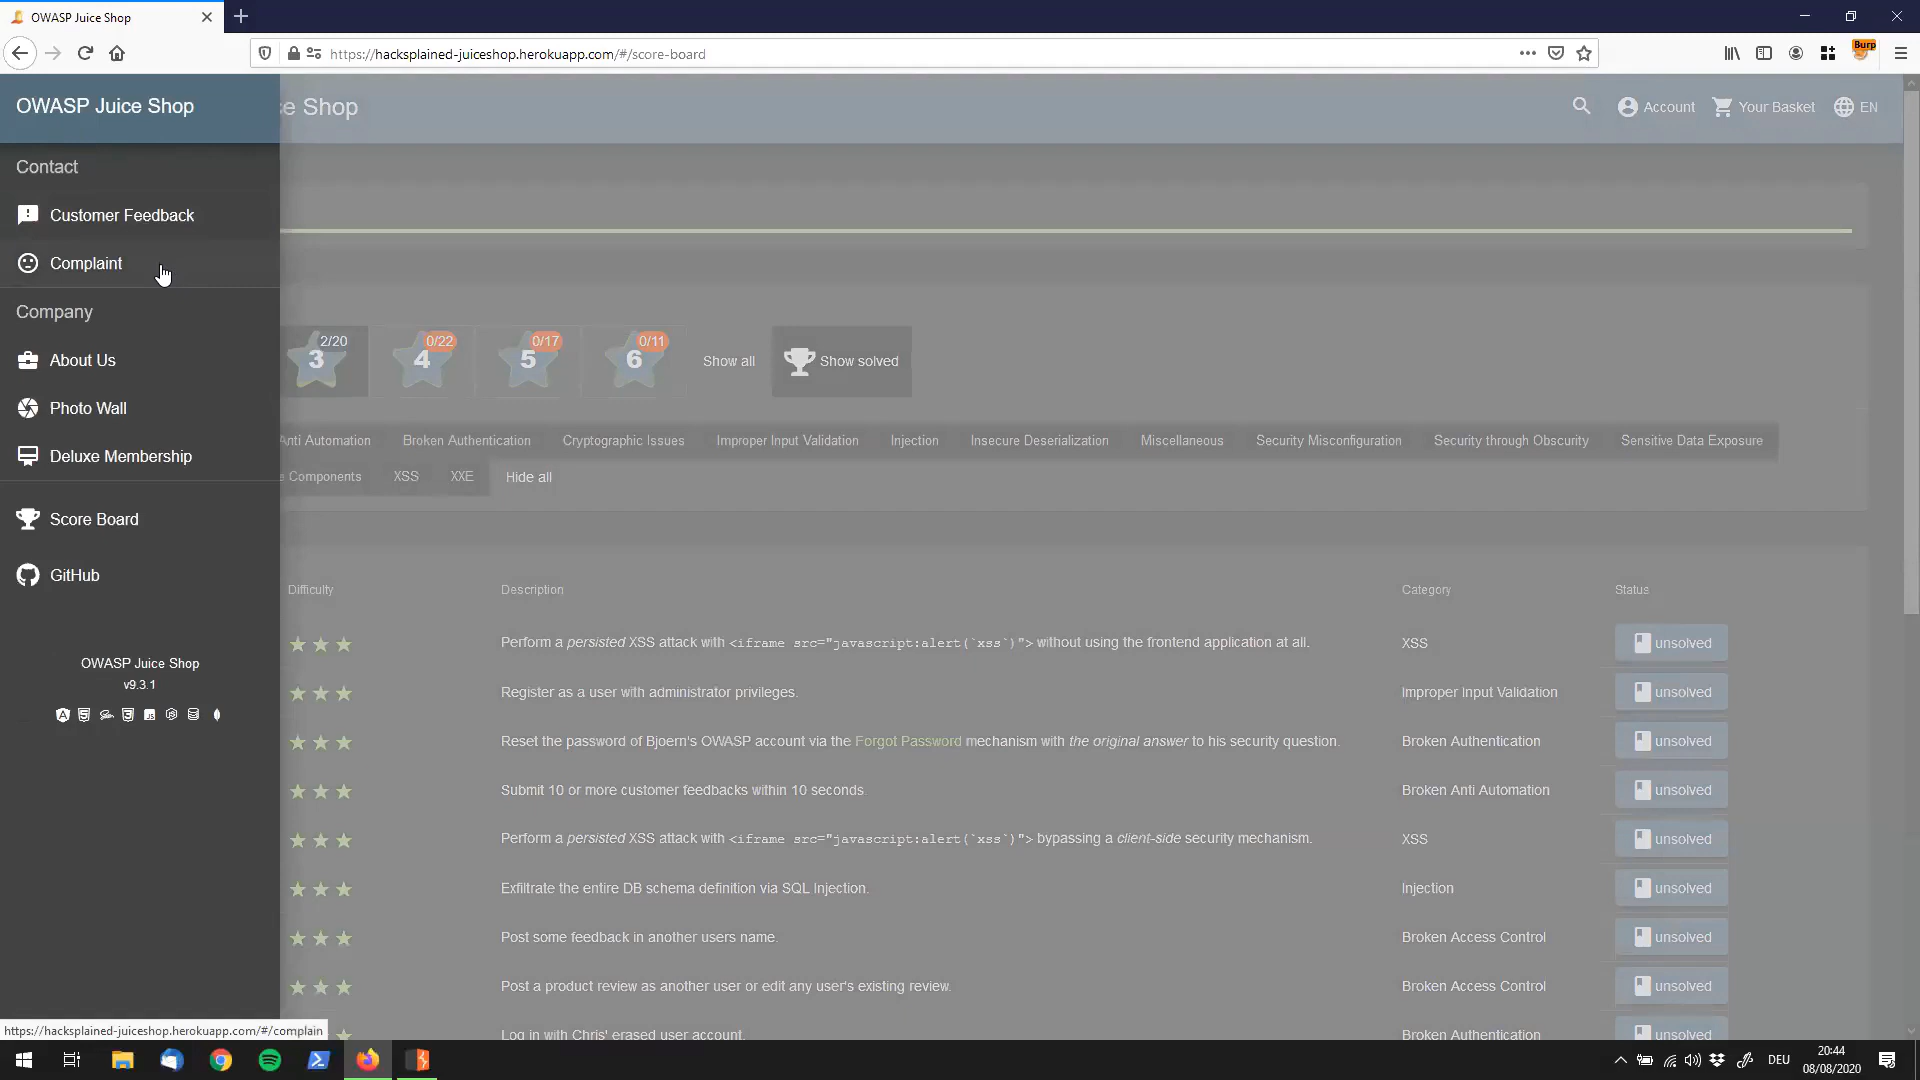 OWASP Juice Shop
Burp
https://hacksplained-juiceshop.herokuapp.com/#/score-board
OWASP Juice Shop
ce Shop
Account
Your Basket
EN
Contact
Customer Feedback
Complaint
Company
About Us
Photo Wall
Deluxe Membership
Score Board
GitHub
OWASP Juice Shop
v9.3.1
3 2/20
4 0/22
5 0/17
6 0/11
Show all
Show solved
Anti Automation Broken Authentication Cryptographic Issues Improper Input Validation Injection Insecure Deserialization Miscellaneous Security Misconfiguration Security through Obscurity Sensitive Data Exposure
e Components XSS XXE Hide all
Difficulty Description Category Status
Perform a persisted XSS attack with <iframe src="javascript:alert(`xss`)"> without using the frontend application at all. XSS unsolved
Register as a user with administrator privileges. Improper Input Validation unsolved
Reset the password of Bjoern's OWASP account via the Forgot Password mechanism with the original answer to his security question. Broken Authentication unsolved
Submit 10 or more customer feedbacks within 10 seconds. Broken Anti Automation unsolved
Perform a persisted XSS attack with <iframe src="javascript:alert(`xss`)"> bypassing a client-side security mechanism. XSS unsolved
Exfiltrate the entire DB schema definition via SQL Injection. Injection unsolved
Post some feedback in another users name. Broken Access Control unsolved
Post a product review as another user or edit any user's existing review. Broken Access Control unsolved
Log in with Chris' erased user account. Broken Authentication unsolved
https://hacksplained-juiceshop.herokuapp.com/#/complain
DEU
20:44
08/08/2020